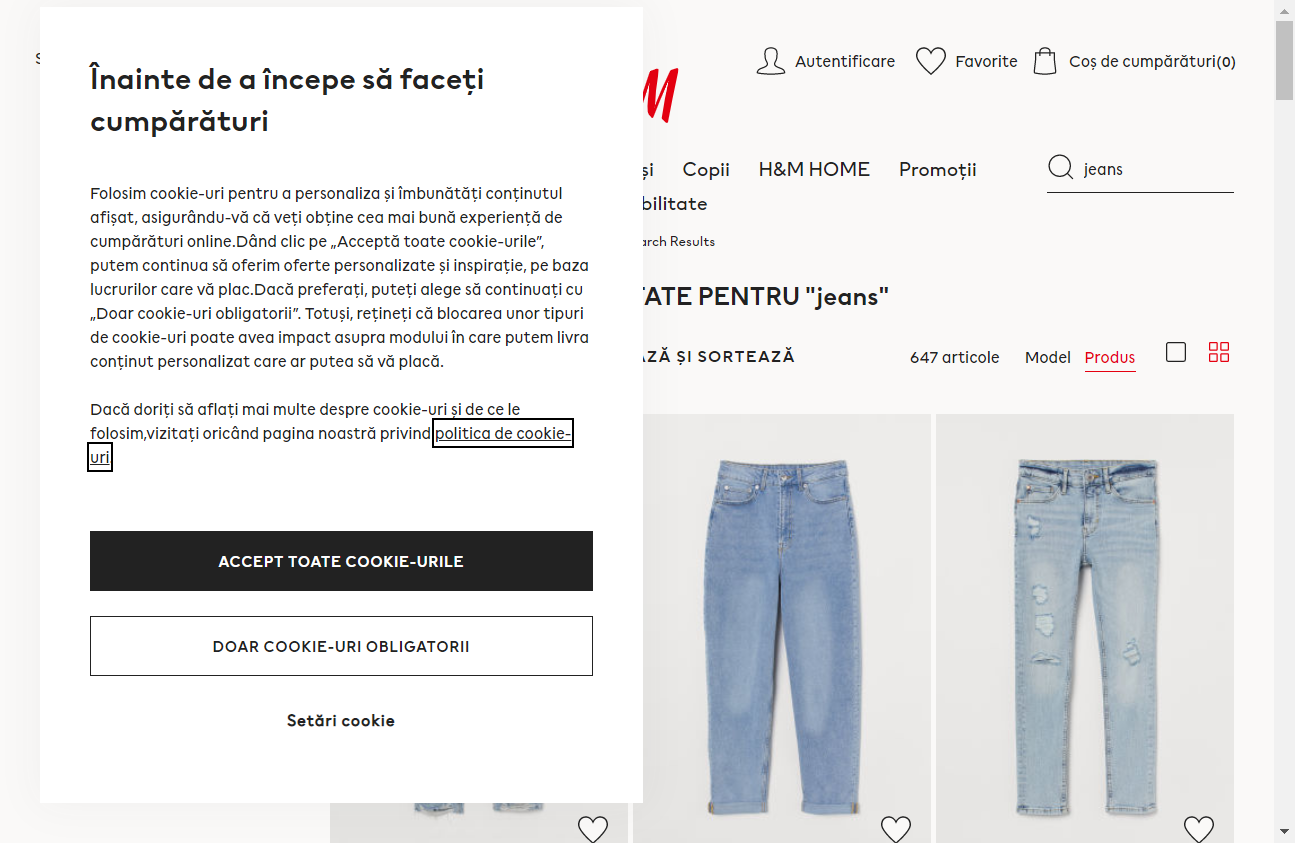 Înainte de a începe să faceți
cumpărături
Folosim cookie-uri pentru a personaliza și îmbunătăți conținutul
afișat, asigurându-vă că veți obține cea mai bună experiență de
cumpărături online.Dând clic pe „Acceptă toate cookie-urile”,
putem continua să oferim oferte personalizate și inspirație, pe baza
lucrurilor care vă plac.Dacă preferați, puteți alege să continuați cu
„Doar cookie-uri obligatorii”. Totuși, rețineți că blocarea unor tipuri
de cookie-uri poate avea impact asupra modului în care putem livra
conținut personalizat care ar putea să vă placă.
Dacă doriți să aflați mai multe despre cookie-uri și de ce le
folosim,vizitați oricând pagina noastră privind politica de cookie-
uri
ACCEPT TOATE COOKIE-URILE
DOAR COOKIE-URI OBLIGATORII
Setări cookie
Autentificare Favorite Coș de cumpărături(0)
Copii H&M HOME Promoții jeans
Results
PENTRU "jeans"
ȘI SORTEAZĂ
647 articole Model Produs